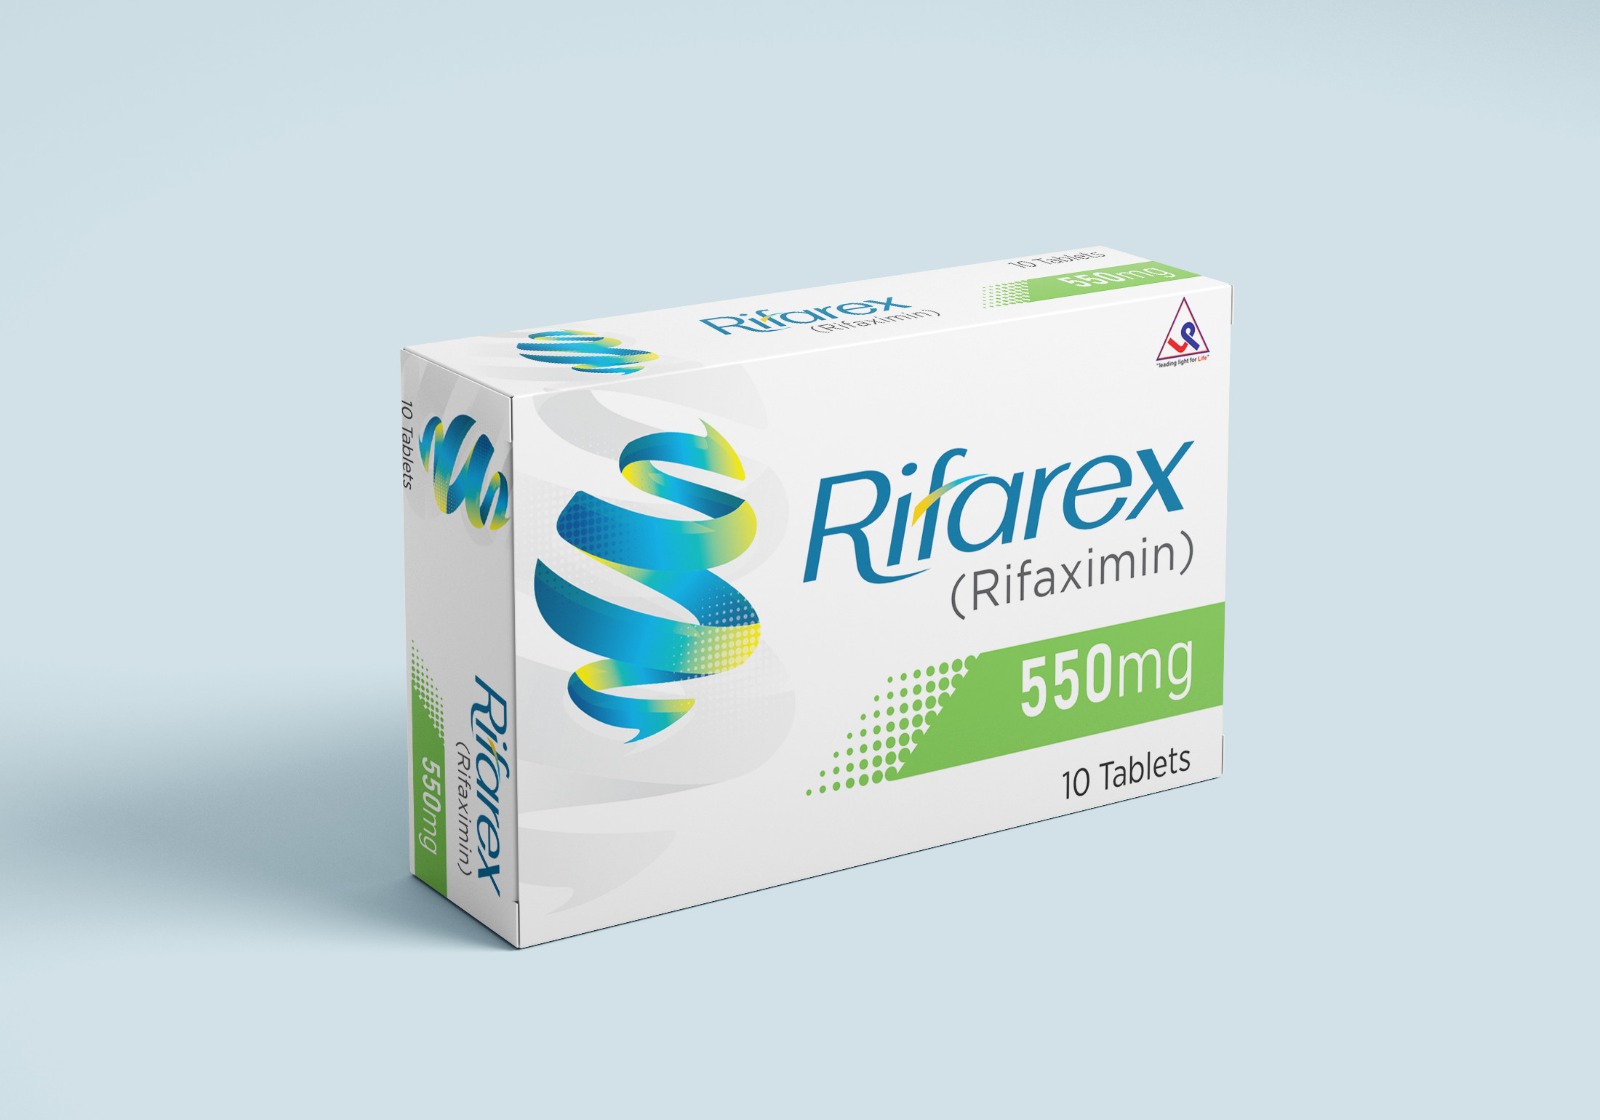 10 Tablets
550mg
Rifarex
(Rifaximin)
LP
"leading light for Life"
Rifarex
(Rifaximin)
550mg
10 Tablets
10 Tablets
Rifarex
(Rifaximin)
550mg